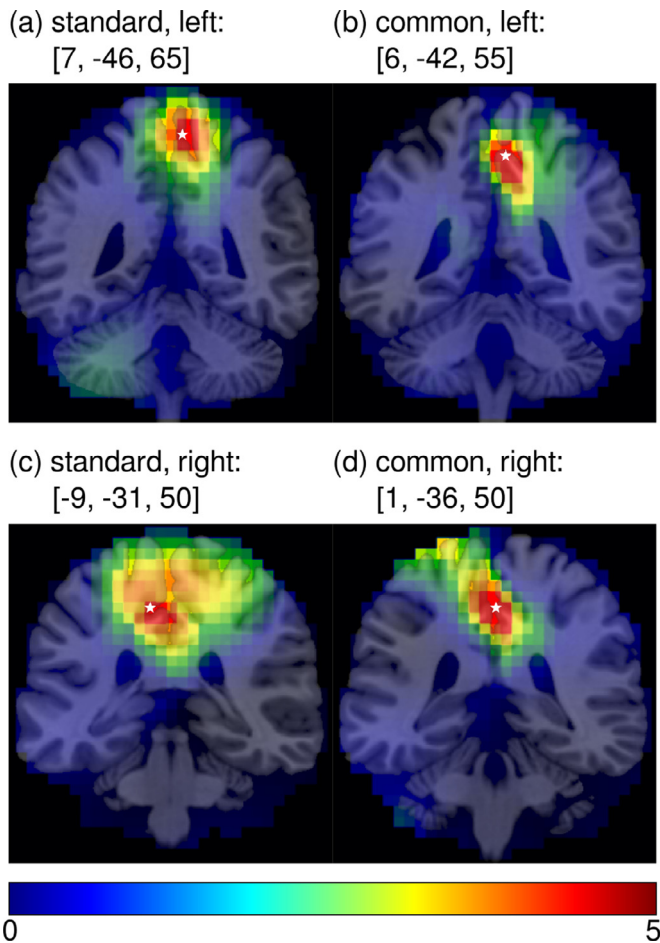 (a) standard, left:
[7, -46, 65]
(b) common, left:
[6, -42, 55]
(c) standard, right:
[-9, -31, 50]
(d) common, right:
[1, -36, 50]
0
5